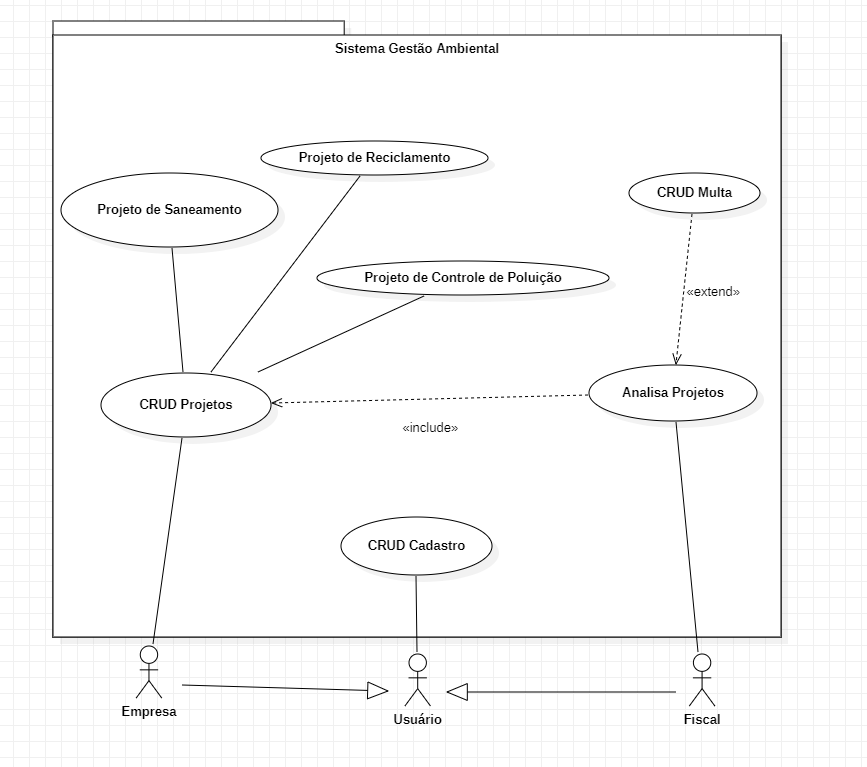 Sistema Gestão Ambiental
Projeto de Reciclamento
CRUD Multa
Projeto de Saneamento
Projeto de Controle de Poluição
«extend»
CRUD Projetos
Analisa Projetos
«include»
CRUD Cadastro
Empresa
Usuário
Fiscal